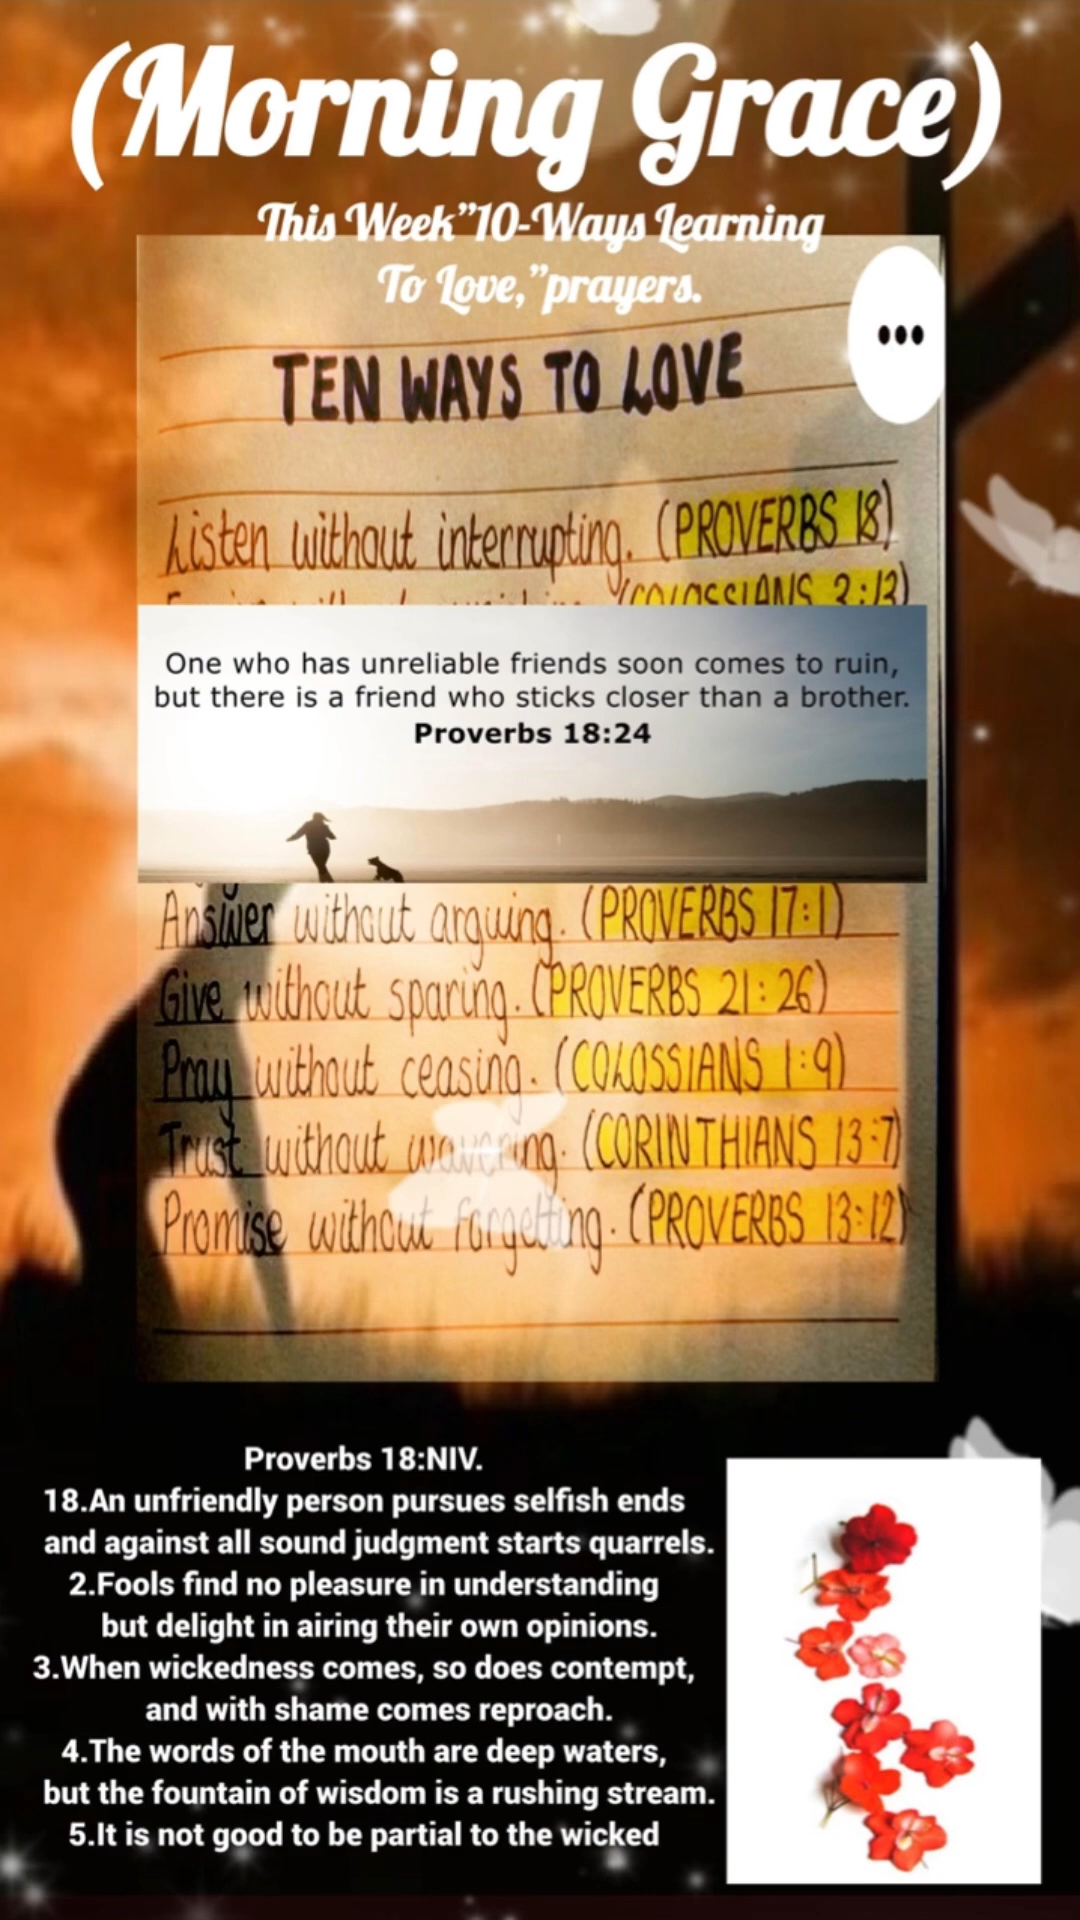 (Morning Grace)
This Week"10-Ways Learning
To Love,"prayers.
•••
TEN WAYS TO LOVE
Listen without interrupting. (PROVERBS 18)
(COLOSSIANS 3:13)
One who has unreliable friends soon comes to ruin,
but there is a friend who sticks closer than a brother.
Proverbs 18:24
Answer without arguing. (PROVERBS 17:1)
Give without sparing. (PROVERBS 21:26)
Pray without ceasing. (COLOSSIANS 1:9)
Trust without wavering. (CORINTHIANS 13:7)
Promise without forgetting. (PROVERBS 13:12)
Proverbs 18:NIV.
18.An unfriendly person pursues selfish ends
and against all sound judgment starts quarrels.
2.Fools find no pleasure in understanding
but delight in airing their own opinions.
3.When wickedness comes, so does contempt,
and with shame comes reproach.
4.The words of the mouth are deep waters,
but the fountain of wisdom is a rushing stream.
5.It is not good to be partial to the wicked